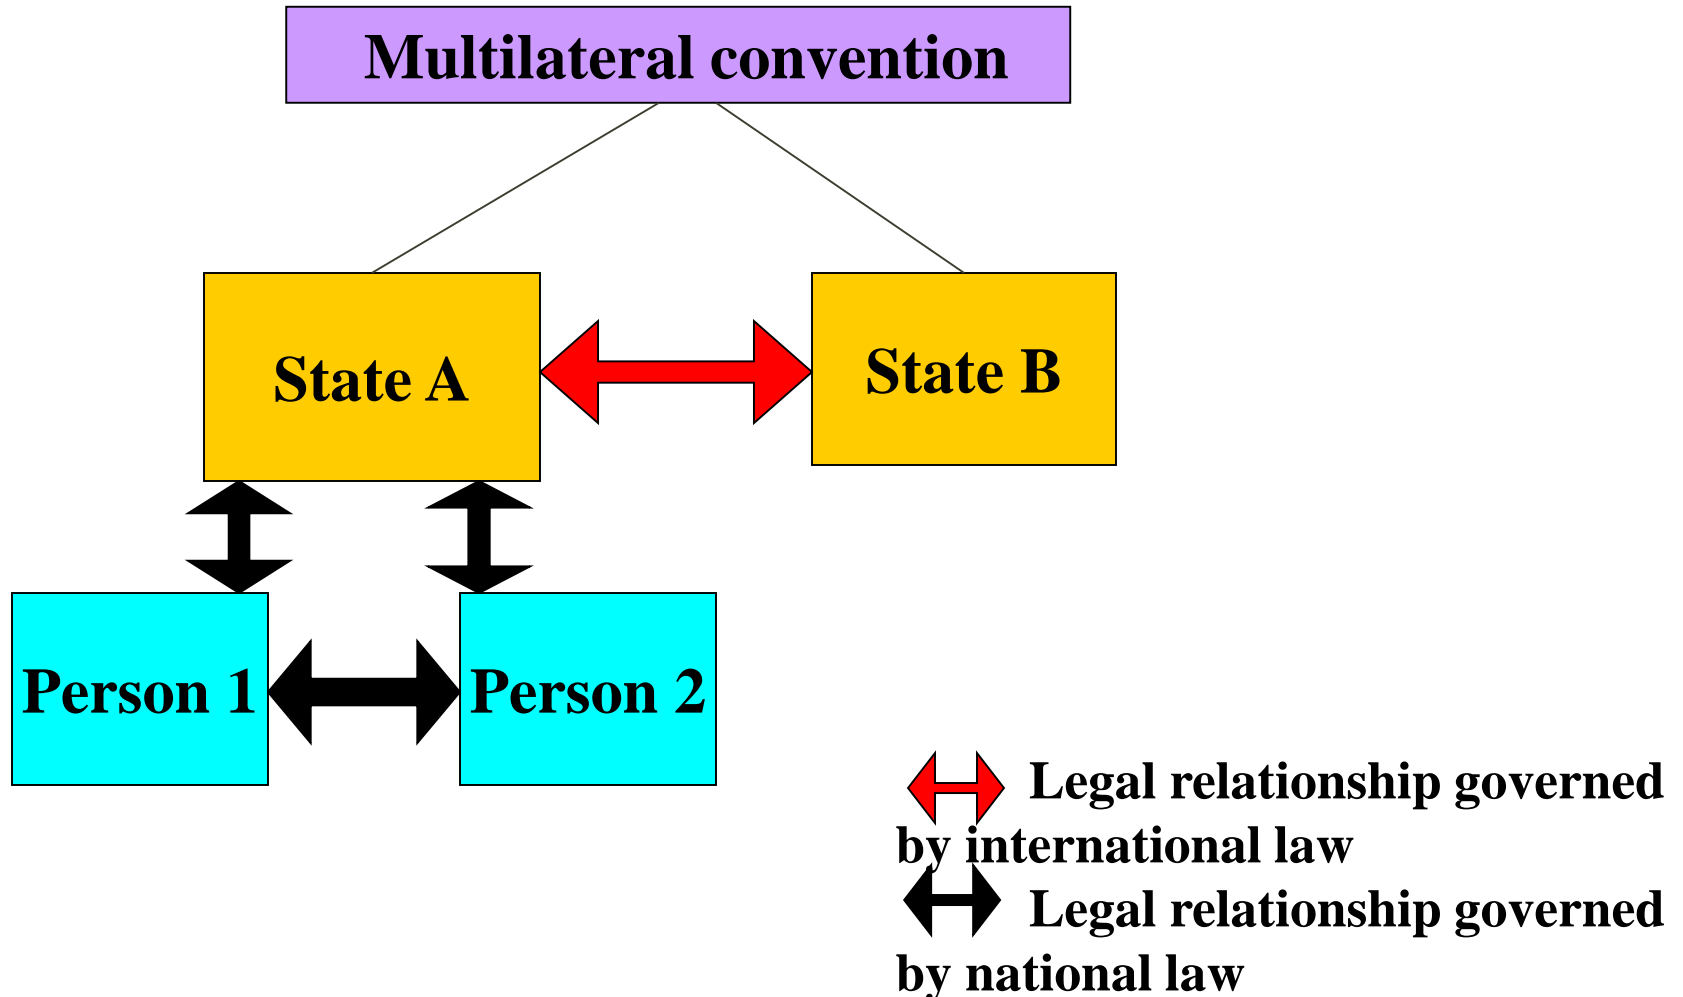 Multilateral convention
State A
State B
Person 1
Person 2
Legal relationship governed
by international law
Legal relationship governed
by national law